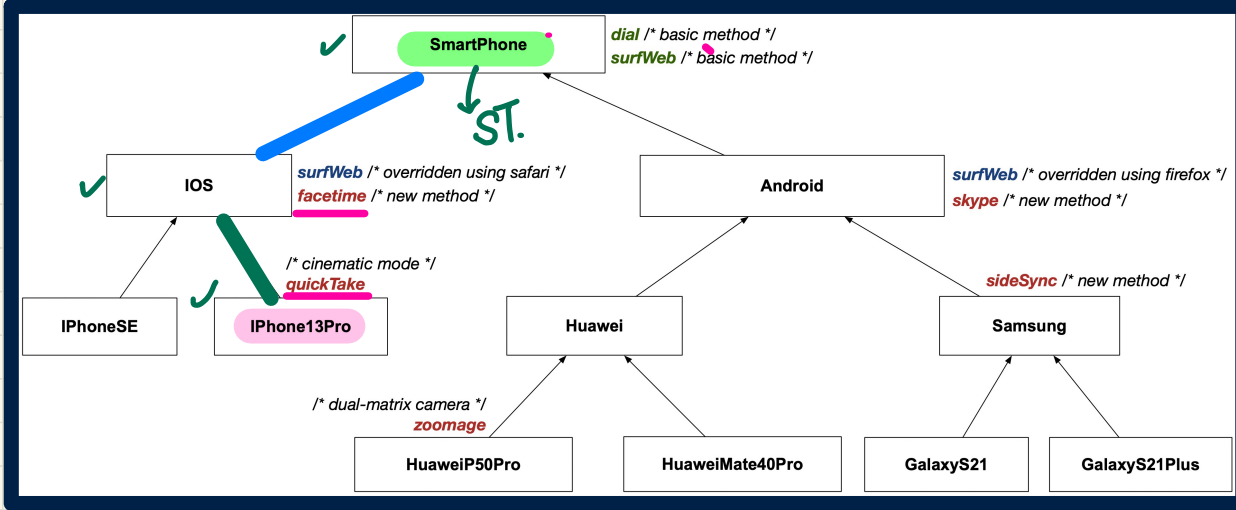 SmartPhone
dial /* basic method */
surfWeb /* basic method */
ST.
IOS
surfWeb /* overridden using safari */
facetime /* new method */
Android
surfWeb /* overridden using firefox */
skype /* new method */
/* cinematic mode */
quickTake
sideSync /* new method */
IPhoneSE
IPhone13Pro
Huawei
Samsung
/* dual-matrix camera */
zoomage
HuaweiP50Pro
HuaweiMate40Pro
GalaxyS21
GalaxyS21Plus